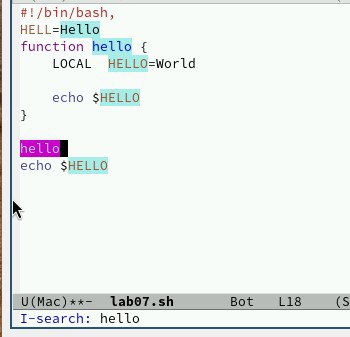 #!/bin/bash,
HELL=Hello
function hello {
LOCAL HELLO=World
echo $HELLO
}
hello
echo $HELLO
U(Mac)**- lab07.sh Bot L18 (S
I-search: hello